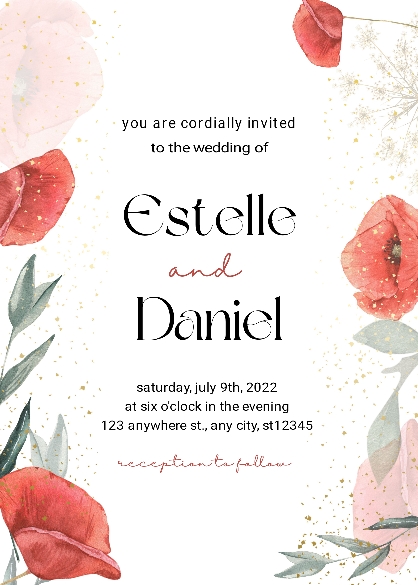 you are cordially invited
to the wedding of
Estelle
and
Daniel
saturday, july 9th, 2022
at six o'clock in the evening
123 anywhere st., any city, st12345
reception to follow